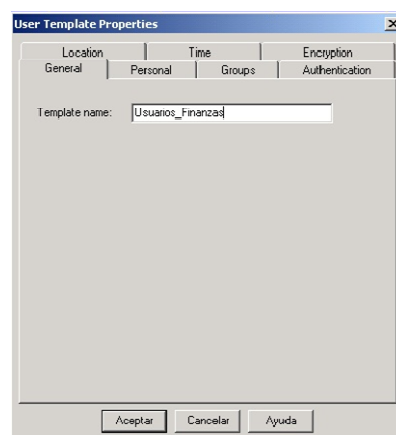 User Template Properties
Location Time Encryption
General Personal Groups Authentication
Template name: Usuarios_Finanzas
Aceptar Cancelar Ayuda